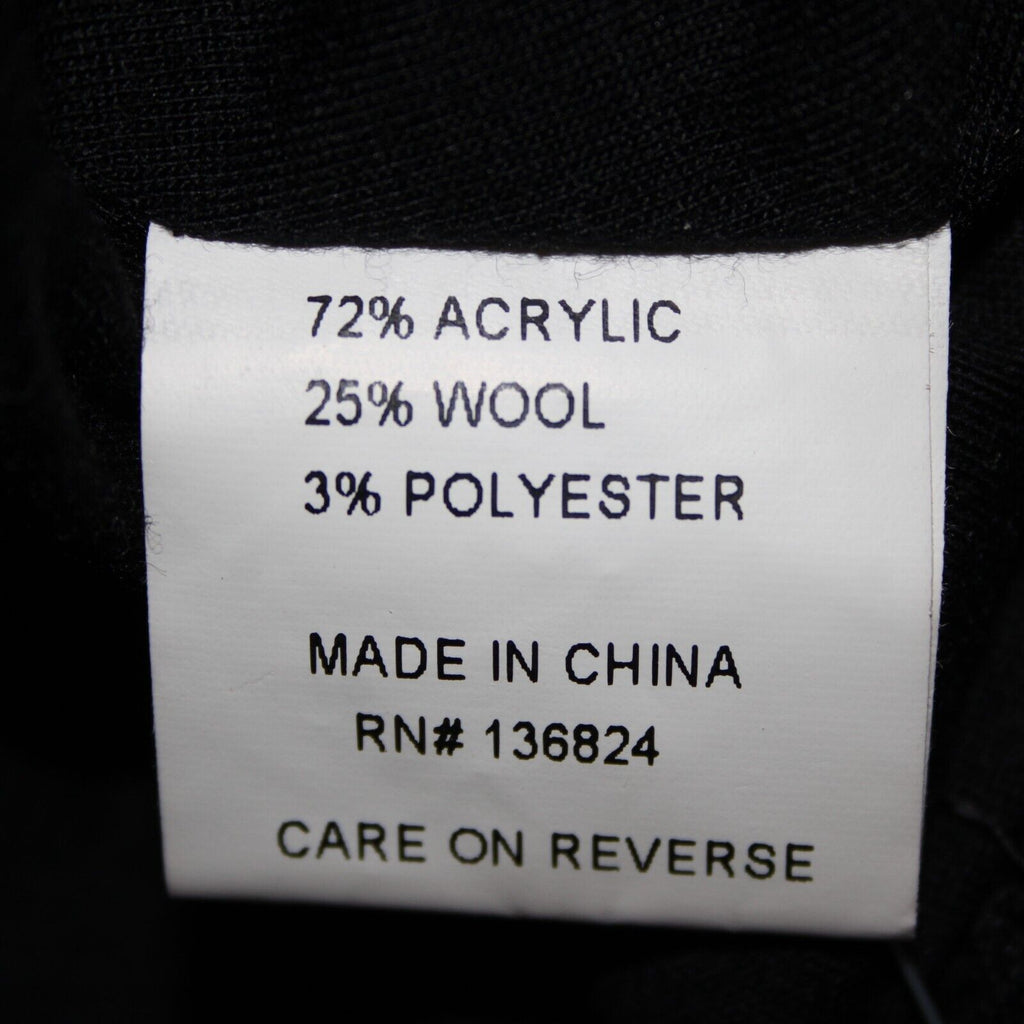 72% ACRYLIC
25% WOOL
3% POLYESTER
MADE IN CHINA
RN# 136824
CARE ON REVERSE